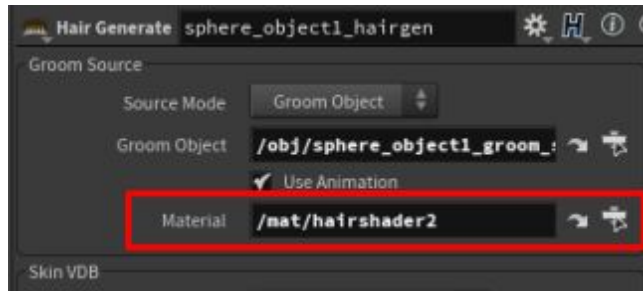 Hair Generate sphere_object1_hairgen
Groom Source
Source Mode Groom Object
Groom Object /obj/sphere_object1_groom_
Use Animation
Material /mat/hairshader2
Skin VDB